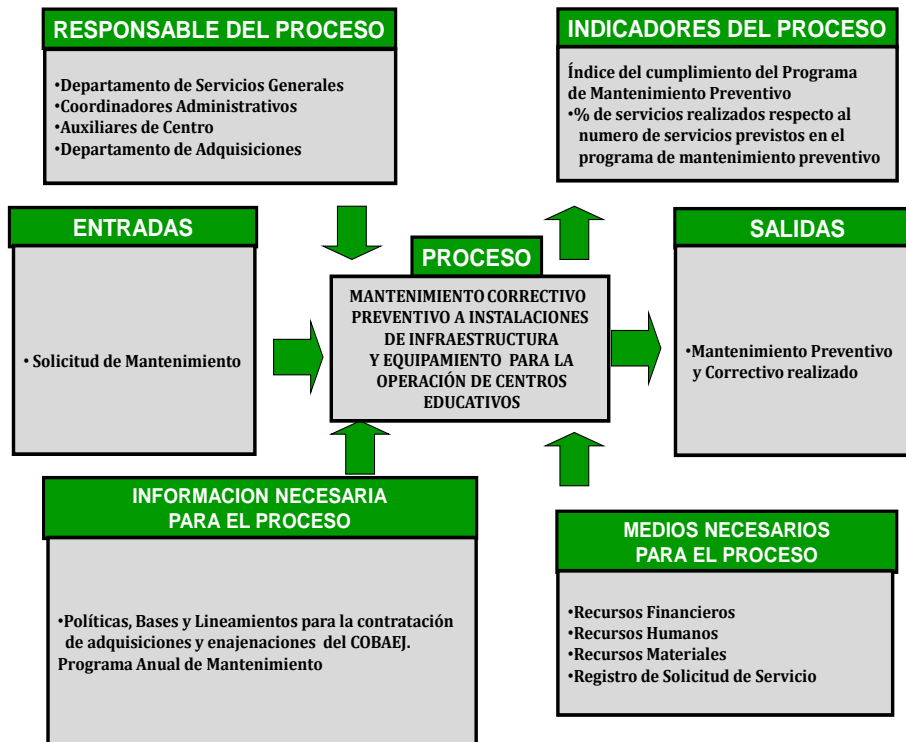 RESPONSABLE DEL PROCESO
•Departamento de Servicios Generales
•Coordinadores Administrativos
•Auxiliares de Centro
•Departamento de Adquisiciones
INDICADORES DEL PROCESO
Índice del cumplimiento del Programa
de Mantenimiento Preventivo
•% de servicios realizados respecto al
numero de servicios previstos en el
programa de mantenimiento preventivo
ENTRADAS
• Solicitud de Mantenimiento
PROCESO
MANTENIMIENTO CORRECTIVO
PREVENTIVO A INSTALACIONES
DE INFRAESTRUCTURA
Y EQUIPAMIENTO PARA LA
OPERACIÓN DE CENTROS
EDUCATIVOS
SALIDAS
•Mantenimiento Preventivo
y Correctivo realizado
INFORMACION NECESARIA
PARA EL PROCESO
•Políticas, Bases y Lineamientos para la contratación
de adquisiciones y enajenaciones del COBAEJ.
Programa Anual de Mantenimiento
MEDIOS NECESARIOS
PARA EL PROCESO
•Recursos Financieros
•Recursos Humanos
•Recursos Materiales
•Registro de Solicitud de Servicio